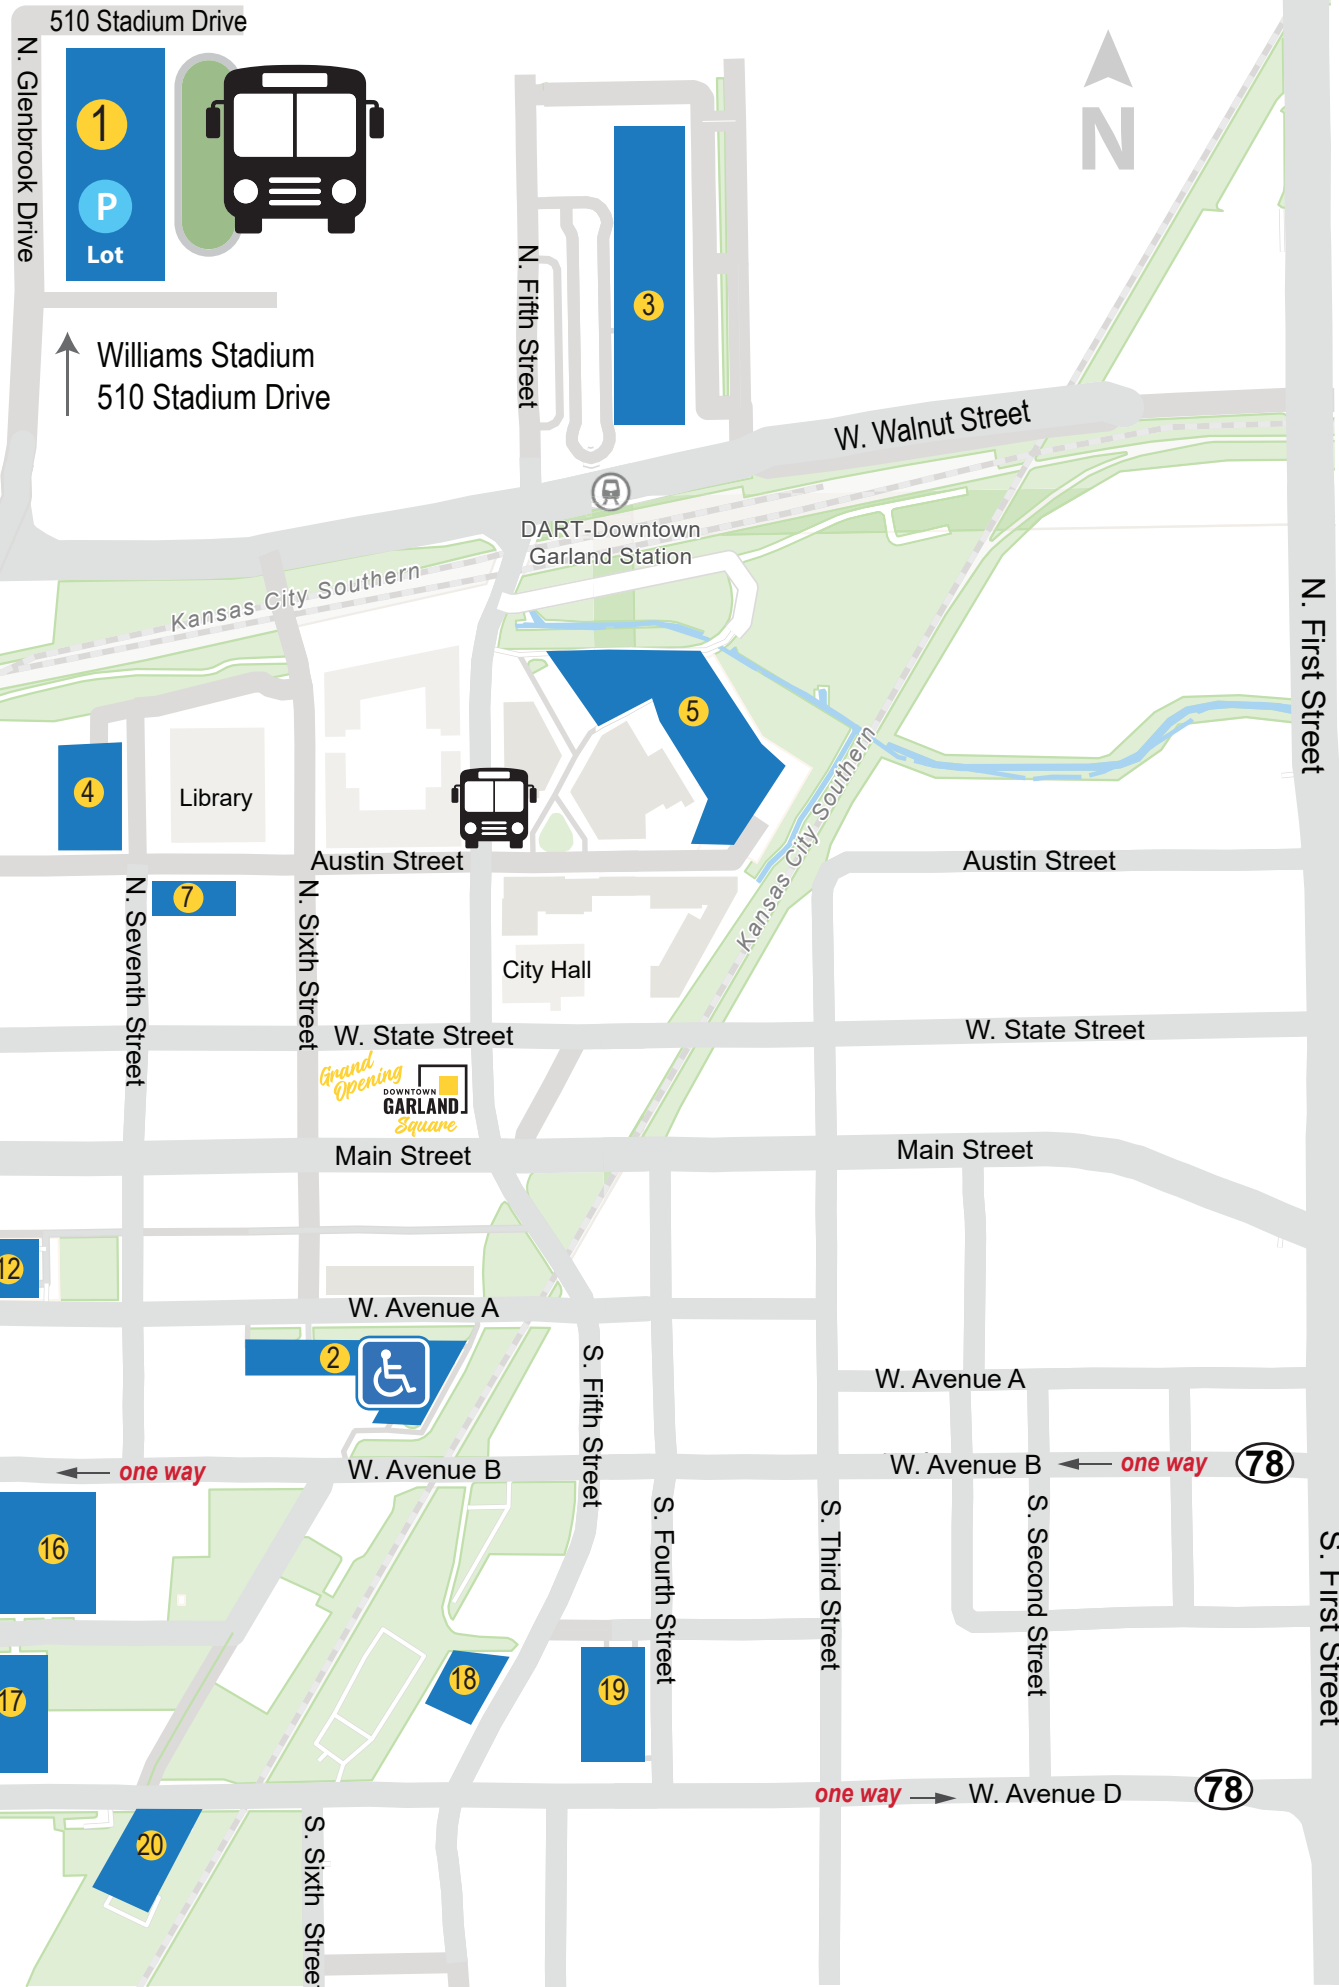 510 Stadium Drive
N. Glenbrook Drive
1
P
Lot
N
Williams Stadium
510 Stadium Drive
N. Fifth Street
3
W. Walnut Street
DART-Downtown
Garland Station
Kansas City Southern
N. First Street
5
4
Library
Kansas City Southern
Austin Street
Austin Street
7
N. Seventh Street
N. Sixth Street
City Hall
W. State Street
W. State Street
Grand
Opening
DOWNTOWN
GARLAND
Square
Main Street
Main Street
12
W. Avenue A
2
S. Fifth Street
W. Avenue A
one way
W. Avenue B
W. Avenue B
one way
78
16
S. Fourth Street
S. Third Street
S. Second Street
S. First Street
17
18
19
one way
W. Avenue D
78
20
S. Sixth Street